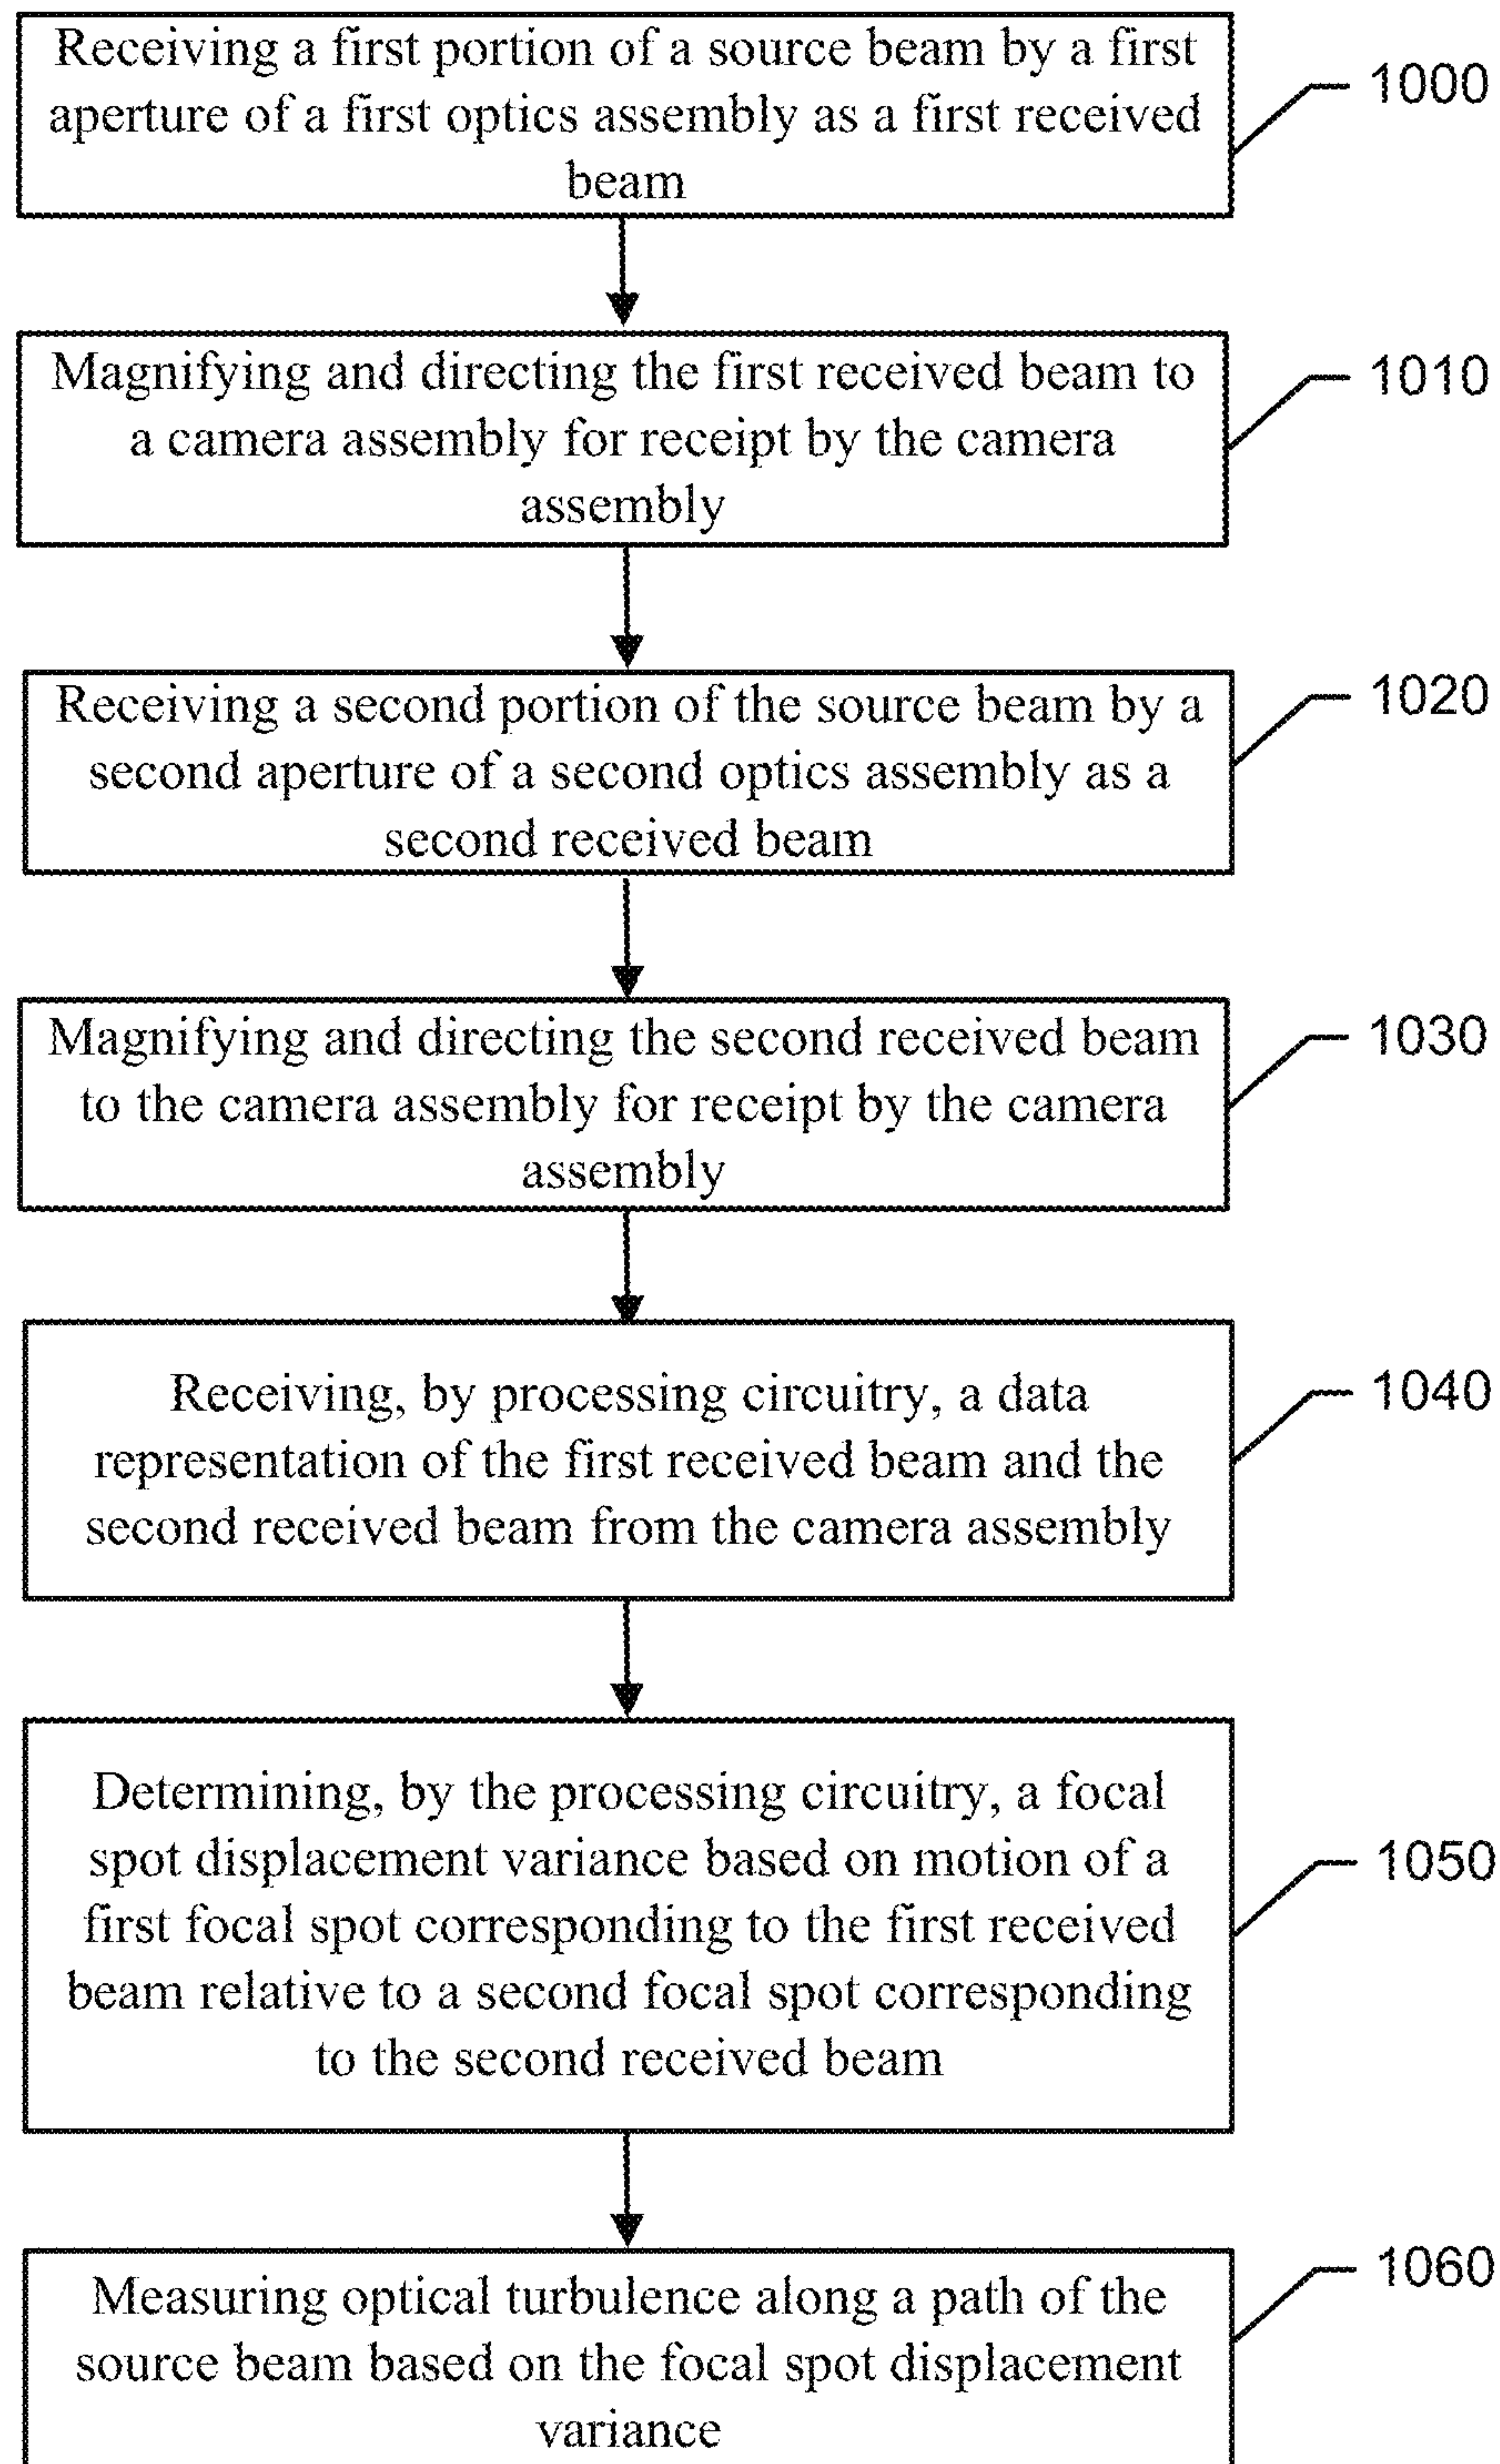 Receiving a first portion of a source beam by a first
aperture of a first optics assembly as a first received
beam
1000
Magnifying and directing the first received beam to
a camera assembly for receipt by the camera
assembly
1010
Receiving a second portion of the source beam by a
second aperture of a second optics assembly as a
second received beam
1020
Magnifying and directing the second received beam
to the camera assembly for receipt by the camera
assembly
1030
Receiving, by processing circuitry, a data
representation of the first received beam and the
second received beam from the camera assembly
1040
Determining, by the processing circuitry, a focal
spot displacement variance based on motion of a
first focal spot corresponding to the first received
beam relative to a second focal spot corresponding
to the second received beam
1050
Measuring optical turbulence along a path of the
source beam based on the focal spot displacement
variance
1060